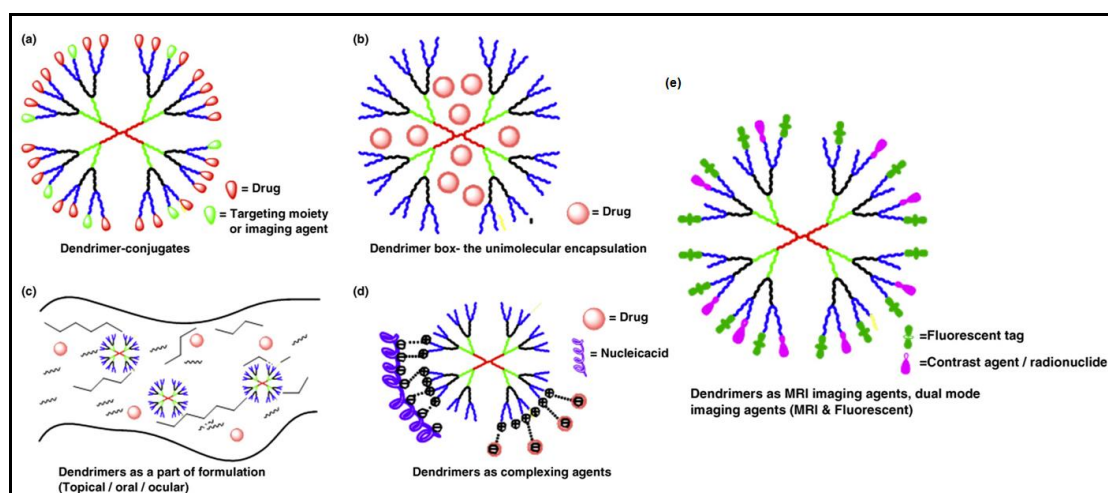 (a)
= Drug
= Targeting moiety
or imaging agent
Dendrimer-conjugates
(b)
= Drug
Dendrimer box- the unimolecular encapsulation
(c)
Dendrimers as a part of formulation
(Topical / oral / ocular)
(d)
= Drug
= Nucleicacid
Dendrimers as complexing agents
(e)
=Fluorescent tag
=Contrast agent / radionuclide
Dendrimers as MRI imaging agents, dual mode
imaging agents (MRI & Fluorescent)